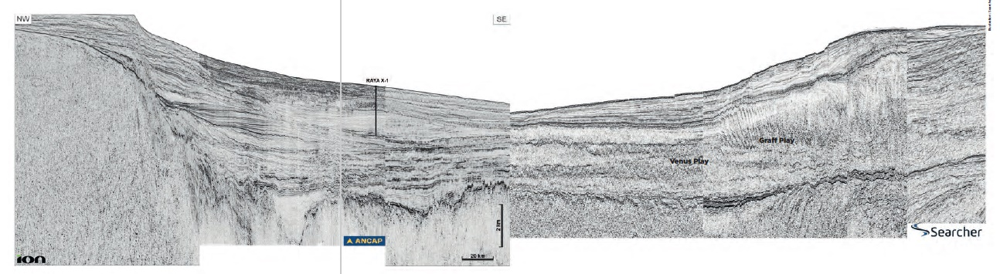 NW
SE
RAYA X-1
Graff Play
Venus Play
2 km
20 km
ion
ANCAP
Searcher